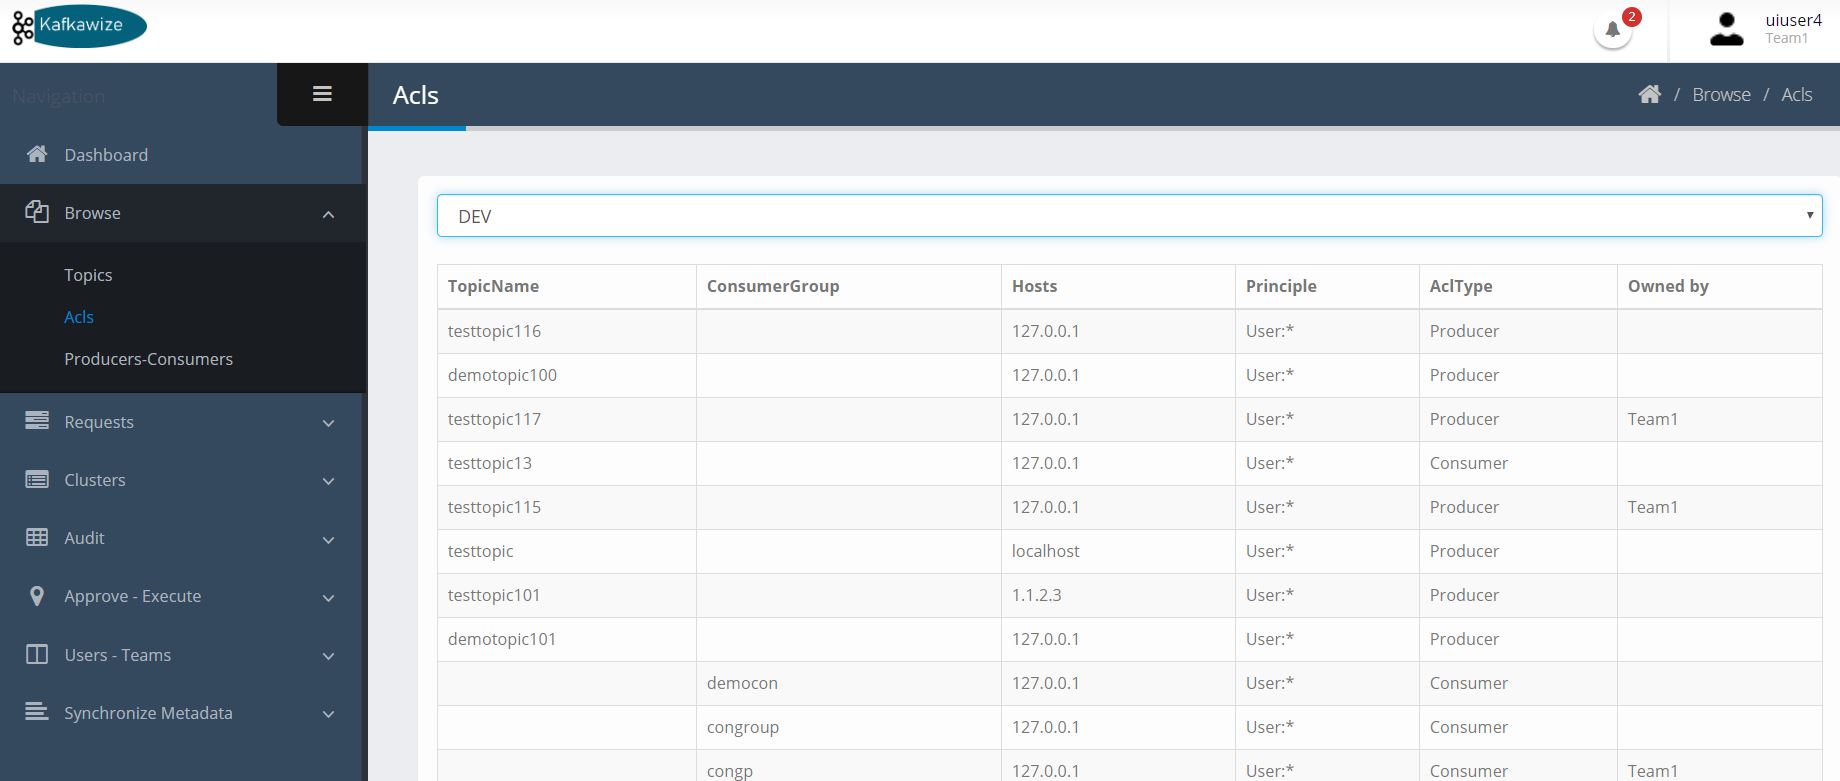 Kafkawize
2
uiuser4
Team1
Navigation
Acls
/ Browse / Acls
Dashboard
Browse
Topics
Acls
Producers-Consumers
Requests
Clusters
Audit
Approve - Execute
Users - Teams
Synchronize Metadata
DEV
TopicName ConsumerGroup Hosts Principle AclType Owned by
testtopic116 127.0.0.1 User:* Producer
demotopic100 127.0.0.1 User:* Producer
testtopic117 127.0.0.1 User:* Producer Team1
testtopic13 127.0.0.1 User:* Consumer
testtopic115 127.0.0.1 User:* Producer Team1
testtopic localhost User:* Producer
testtopic101 1.1.2.3 User:* Producer
demotopic101 127.0.0.1 User:* Producer
democon 127.0.0.1 User:* Consumer
congroup 127.0.0.1 User:* Consumer
congp 127.0.0.1 User:* Consumer Team1